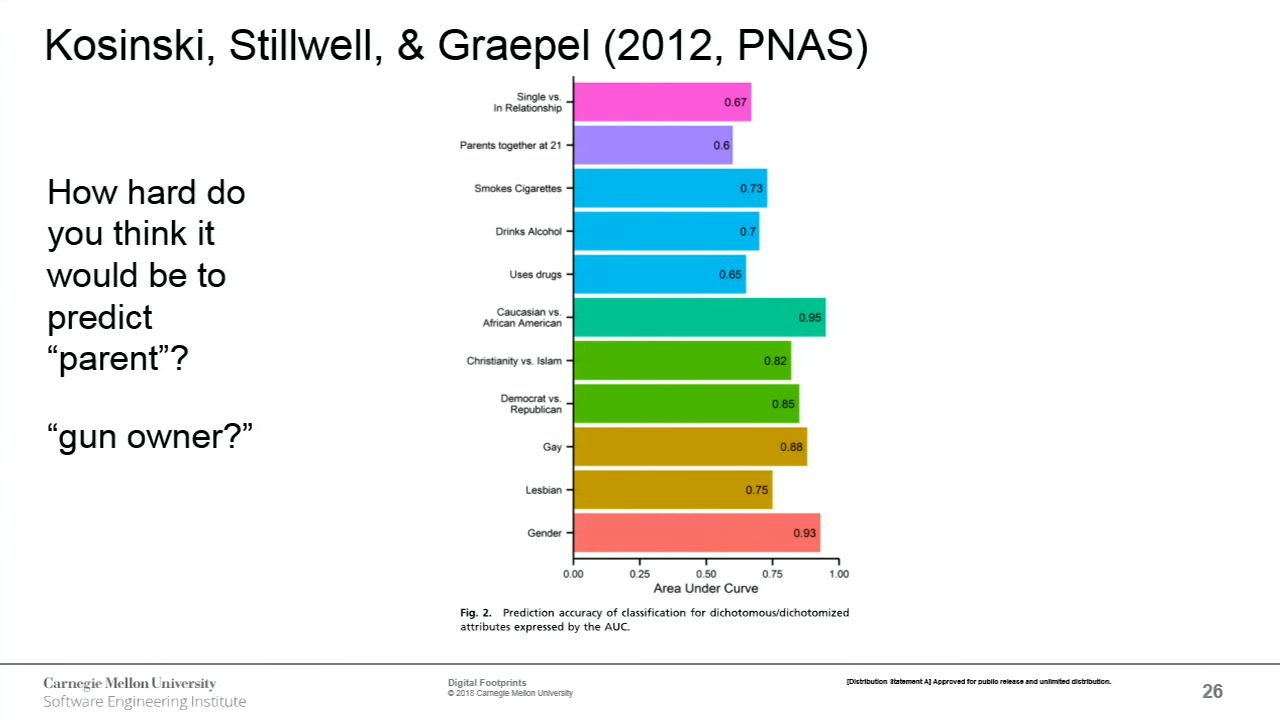 Kosinski, Stillwell, & Graepel (2012, PNAS)
How hard do
you think it
would be to
predict
“parent”?
“gun owner?”
Single vs.
In Relationship
0.67
Parents together at 21
0.6
Smokes Cigarettes
0.73
Drinks Alcohol
0.7
Uses drugs
0.65
Caucasian vs.
African American
0.95
Christianity vs. Islam
0.82
Democrat vs.
Republican
0.85
Gay
0.88
Lesbian
0.75
Gender
0.93
0.00 0.25 0.50 0.75 1.00
Area Under Curve
Fig. 2. Prediction accuracy of classification for dichotomous/dichotomized
attributes expressed by the AUC.
Carnegie Mellon University
Software Engineering Institute
Digital Footprints
© 2018 Carnegie Mellon University
[Distribution Statement A] Approved for public release and unlimited distribution.
26